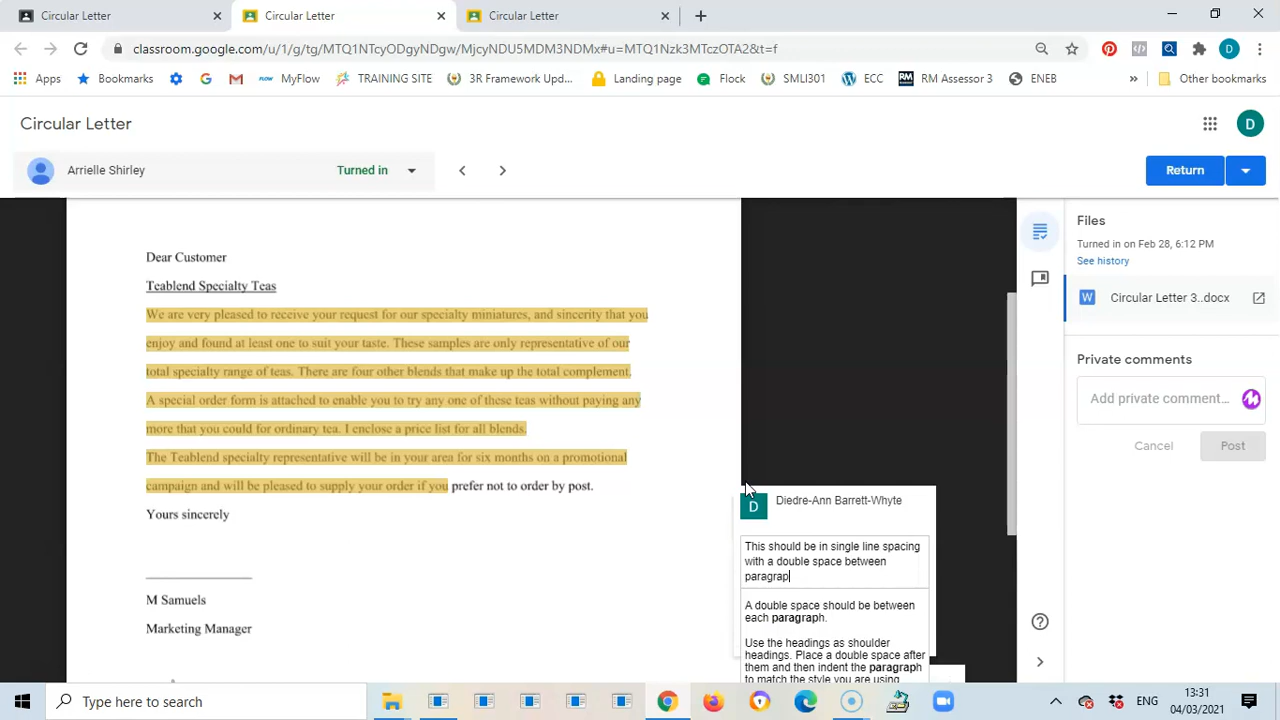 Circular Letter
Circular Letter
Circular Letter
classroom.google.com/u/1/g/tg/MTQ1NTcyODgyNDgw/MjcyNDU5MDM3NDMx#u=MTQ1Nzk3MTczOTA2&t=f
D
Apps
Bookmarks
MyFlow
TRAINING SITE
3R Framework Upd...
Landing page
Flock
SMLI301
ECC
RM Assessor 3
ENEB
»
Other bookmarks
Circular Letter
D
Arrielle Shirley
Turned in
Return
Dear Customer
Teablend Specialty Teas
We are very pleased to receive your request for our specialty miniatures, and sincerity that you
enjoy and found at least one to suit your taste. These samples are only representative of our
total specialty range of teas. There are four other blends that make up the total complement.
A special order form is attached to enable you to try any one of these teas without paying any
more that you could for ordinary tea. I enclose a price list for all blends.
The Teablend specialty representative will be in your area for six months on a promotional
campaign and will be pleased to supply your order if you prefer not to order by post.
Yours sincerely
M Samuels
Marketing Manager
D
Diedre-Ann Barrett-Whyte
This should be in single line spacing
with a double space between
paragrap
A double space should be between
each paragraph.
Use the headings as shoulder
headings. Place a double space after
them and then indent the paragraph
to match the style you are using
Files
Turned in on Feb 28, 6:12 PM
See history
W
Circular Letter 3..docx
Private comments
Add private comment...
Cancel
Post
Type here to search
ENG
13:31
04/03/2021